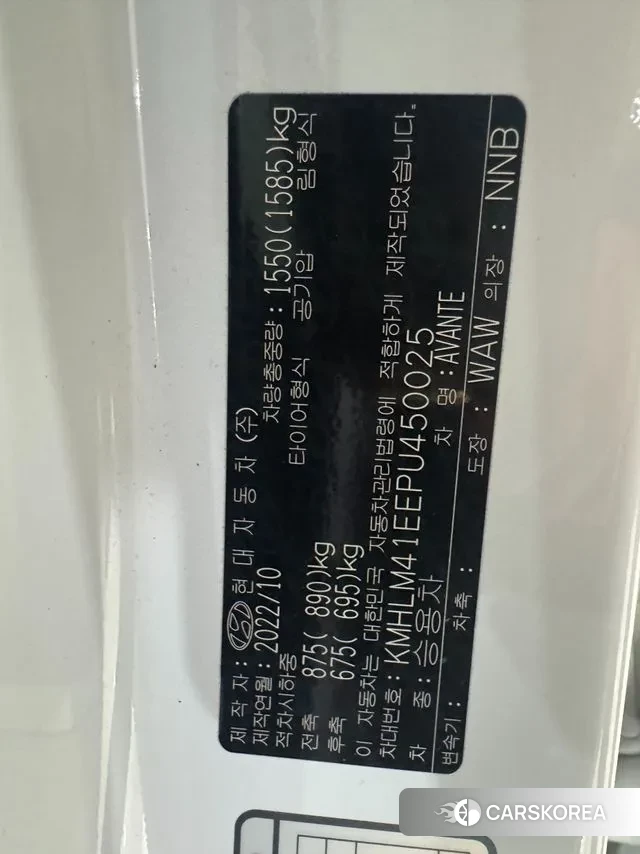 제 작 자 : 현 대 자 동 차 (주)
제작연월 : 2022/10 차량총중량 : 1550(1585)kg
적차시하중 타이어형식 공기압 림형식
전축 875( 890)kg
후축 675( 695)kg
이 자동차는 대한민국 자동차관리법령에 적합하게 제작되었습니다."
차대번호 : KMHLM41EEPU450025
차 종 : 승용차 차 명 : AVANTE
변속기 : 차축 : 도장 : WAW 의장 : NNB
CARSKOREA